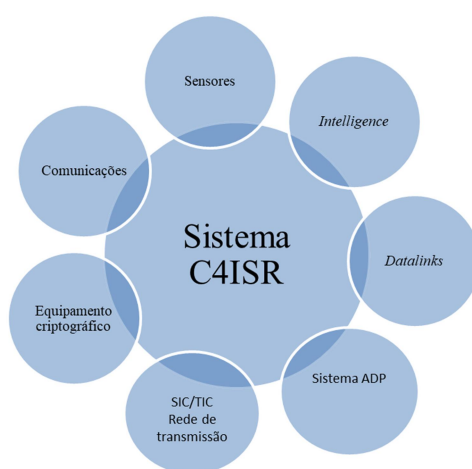 Sensores
Intelligence
Comunicações
Sistema
C4ISR
Datalinks
Equipamento
criptográfico
Sistema ADP
SIC/TIC
Rede de
transmissão